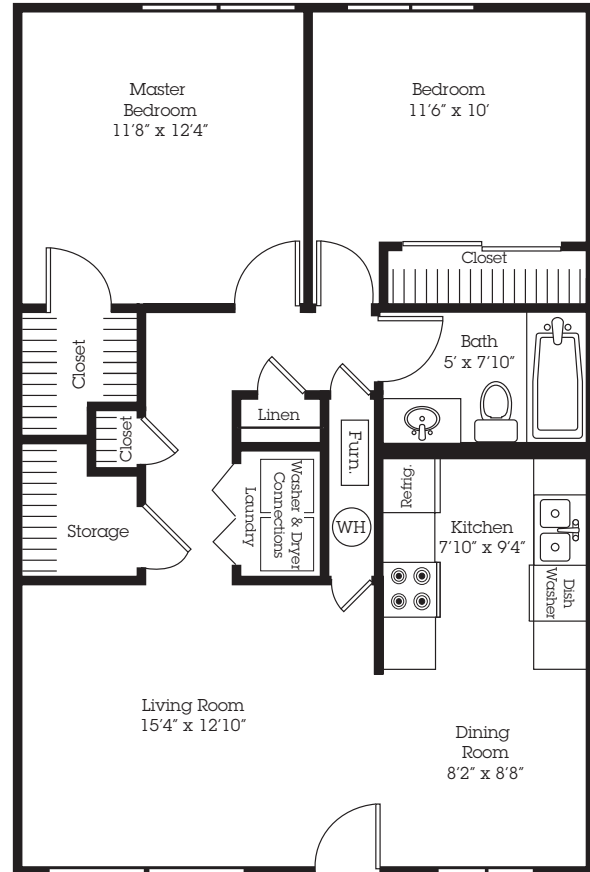 Master
Bedroom
11'8" x 12'4"
Bedroom
11'6" x 10'
Closet
Closet
Bath
5' x 7'10"
Linen
Closet
Furn.
Refrig.
Washer & Dryer
Connections
Laundry
Storage
WH
Kitchen
7'10" x 9'4"
Dish
Washer
Living Room
15'4" x 12'10"
Dining
Room
8'2" x 8'8"